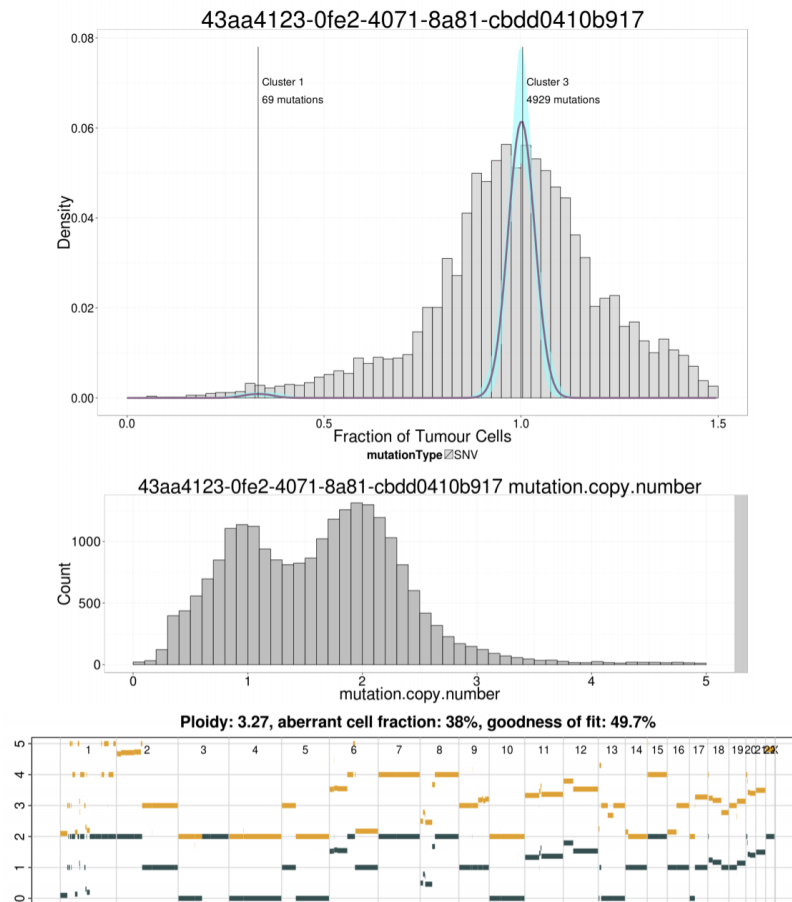 43aa4123-0fe2-4071-8a81-cbdd0410b917
0.08
Cluster 1
Cluster 3
69 mutations
4929 mutations
0.06
Density
0.04
0.02
0.00
0.0 0.5 1.0 1.5
Fraction of Tumour Cells
mutationType SNV
43aa4123-0fe2-4071-8a81-cbdd0410b917 mutation.copy.number
1000
Count
500
0
0 1 2 3 4 5
mutation.copy.number
Ploidy: 3.27, aberrant cell fraction: 38%, goodness of fit: 49.7%
1 2 3 4 5 6 7 8 9 10 11 12 13 14 15 16 17 18 19 20
5
4
3
2
1
0